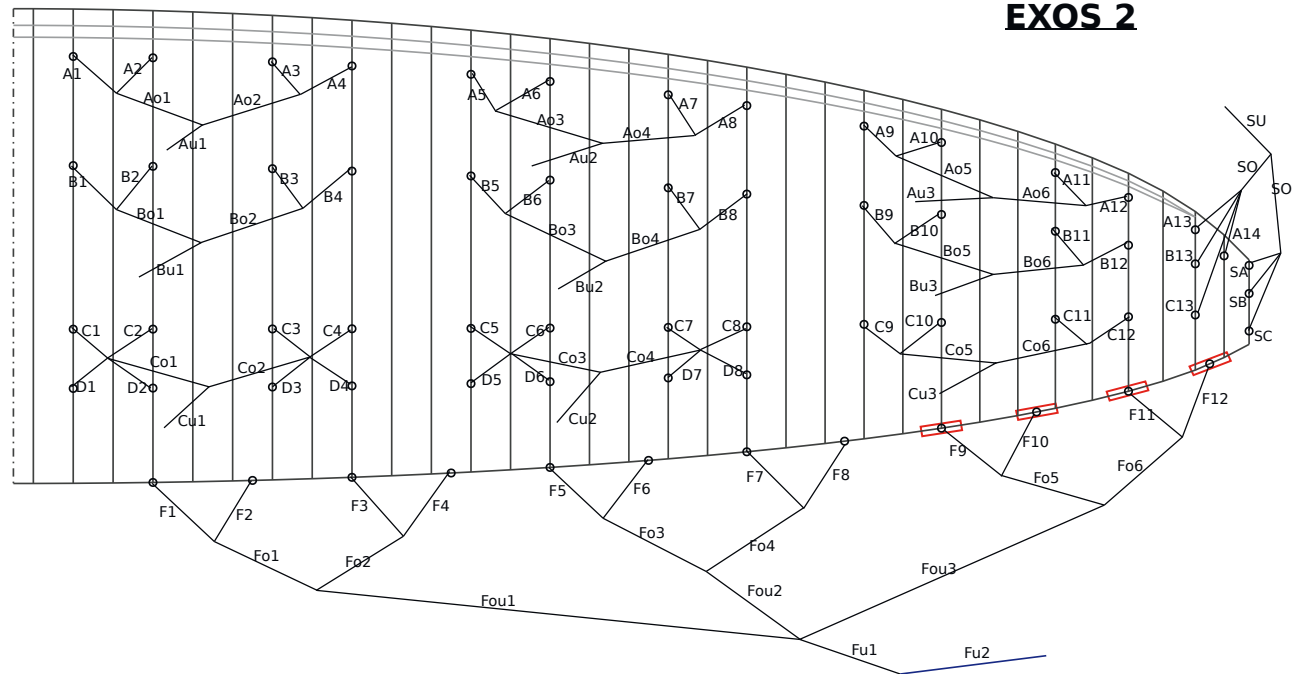 EXOS 2
A1
A2
A3
A4
Ao1
Ao2
Au1
A5
A6
A7
A8
Ao3
Ao4
Au2
A9
A10
A11
A12
Ao5
Ao6
Au3
SU
SO
SO
A13
A14
B1
B2
B3
B4
Bo1
Bo2
Bu1
B5
B6
B7
B8
Bo3
Bo4
Bu2
B9
B10
B11
B12
Bo5
Bo6
Bu3
B13
SA
SB
SC
C1
C2
C3
C4
Co1
Co2
D1
D2
D3
D4
Cu1
C5
C6
C7
C8
Co3
Co4
D5
D6
D7
D8
Cu2
C9
C10
C11
C12
Co5
Co6
Cu3
C13
F1
F2
F3
F4
F5
F6
F7
F8
F9
F10
F11
F12
Fo1
Fo2
Fo3
Fo4
Fo5
Fo6
Fou1
Fou2
Fou3
Fu1
Fu2